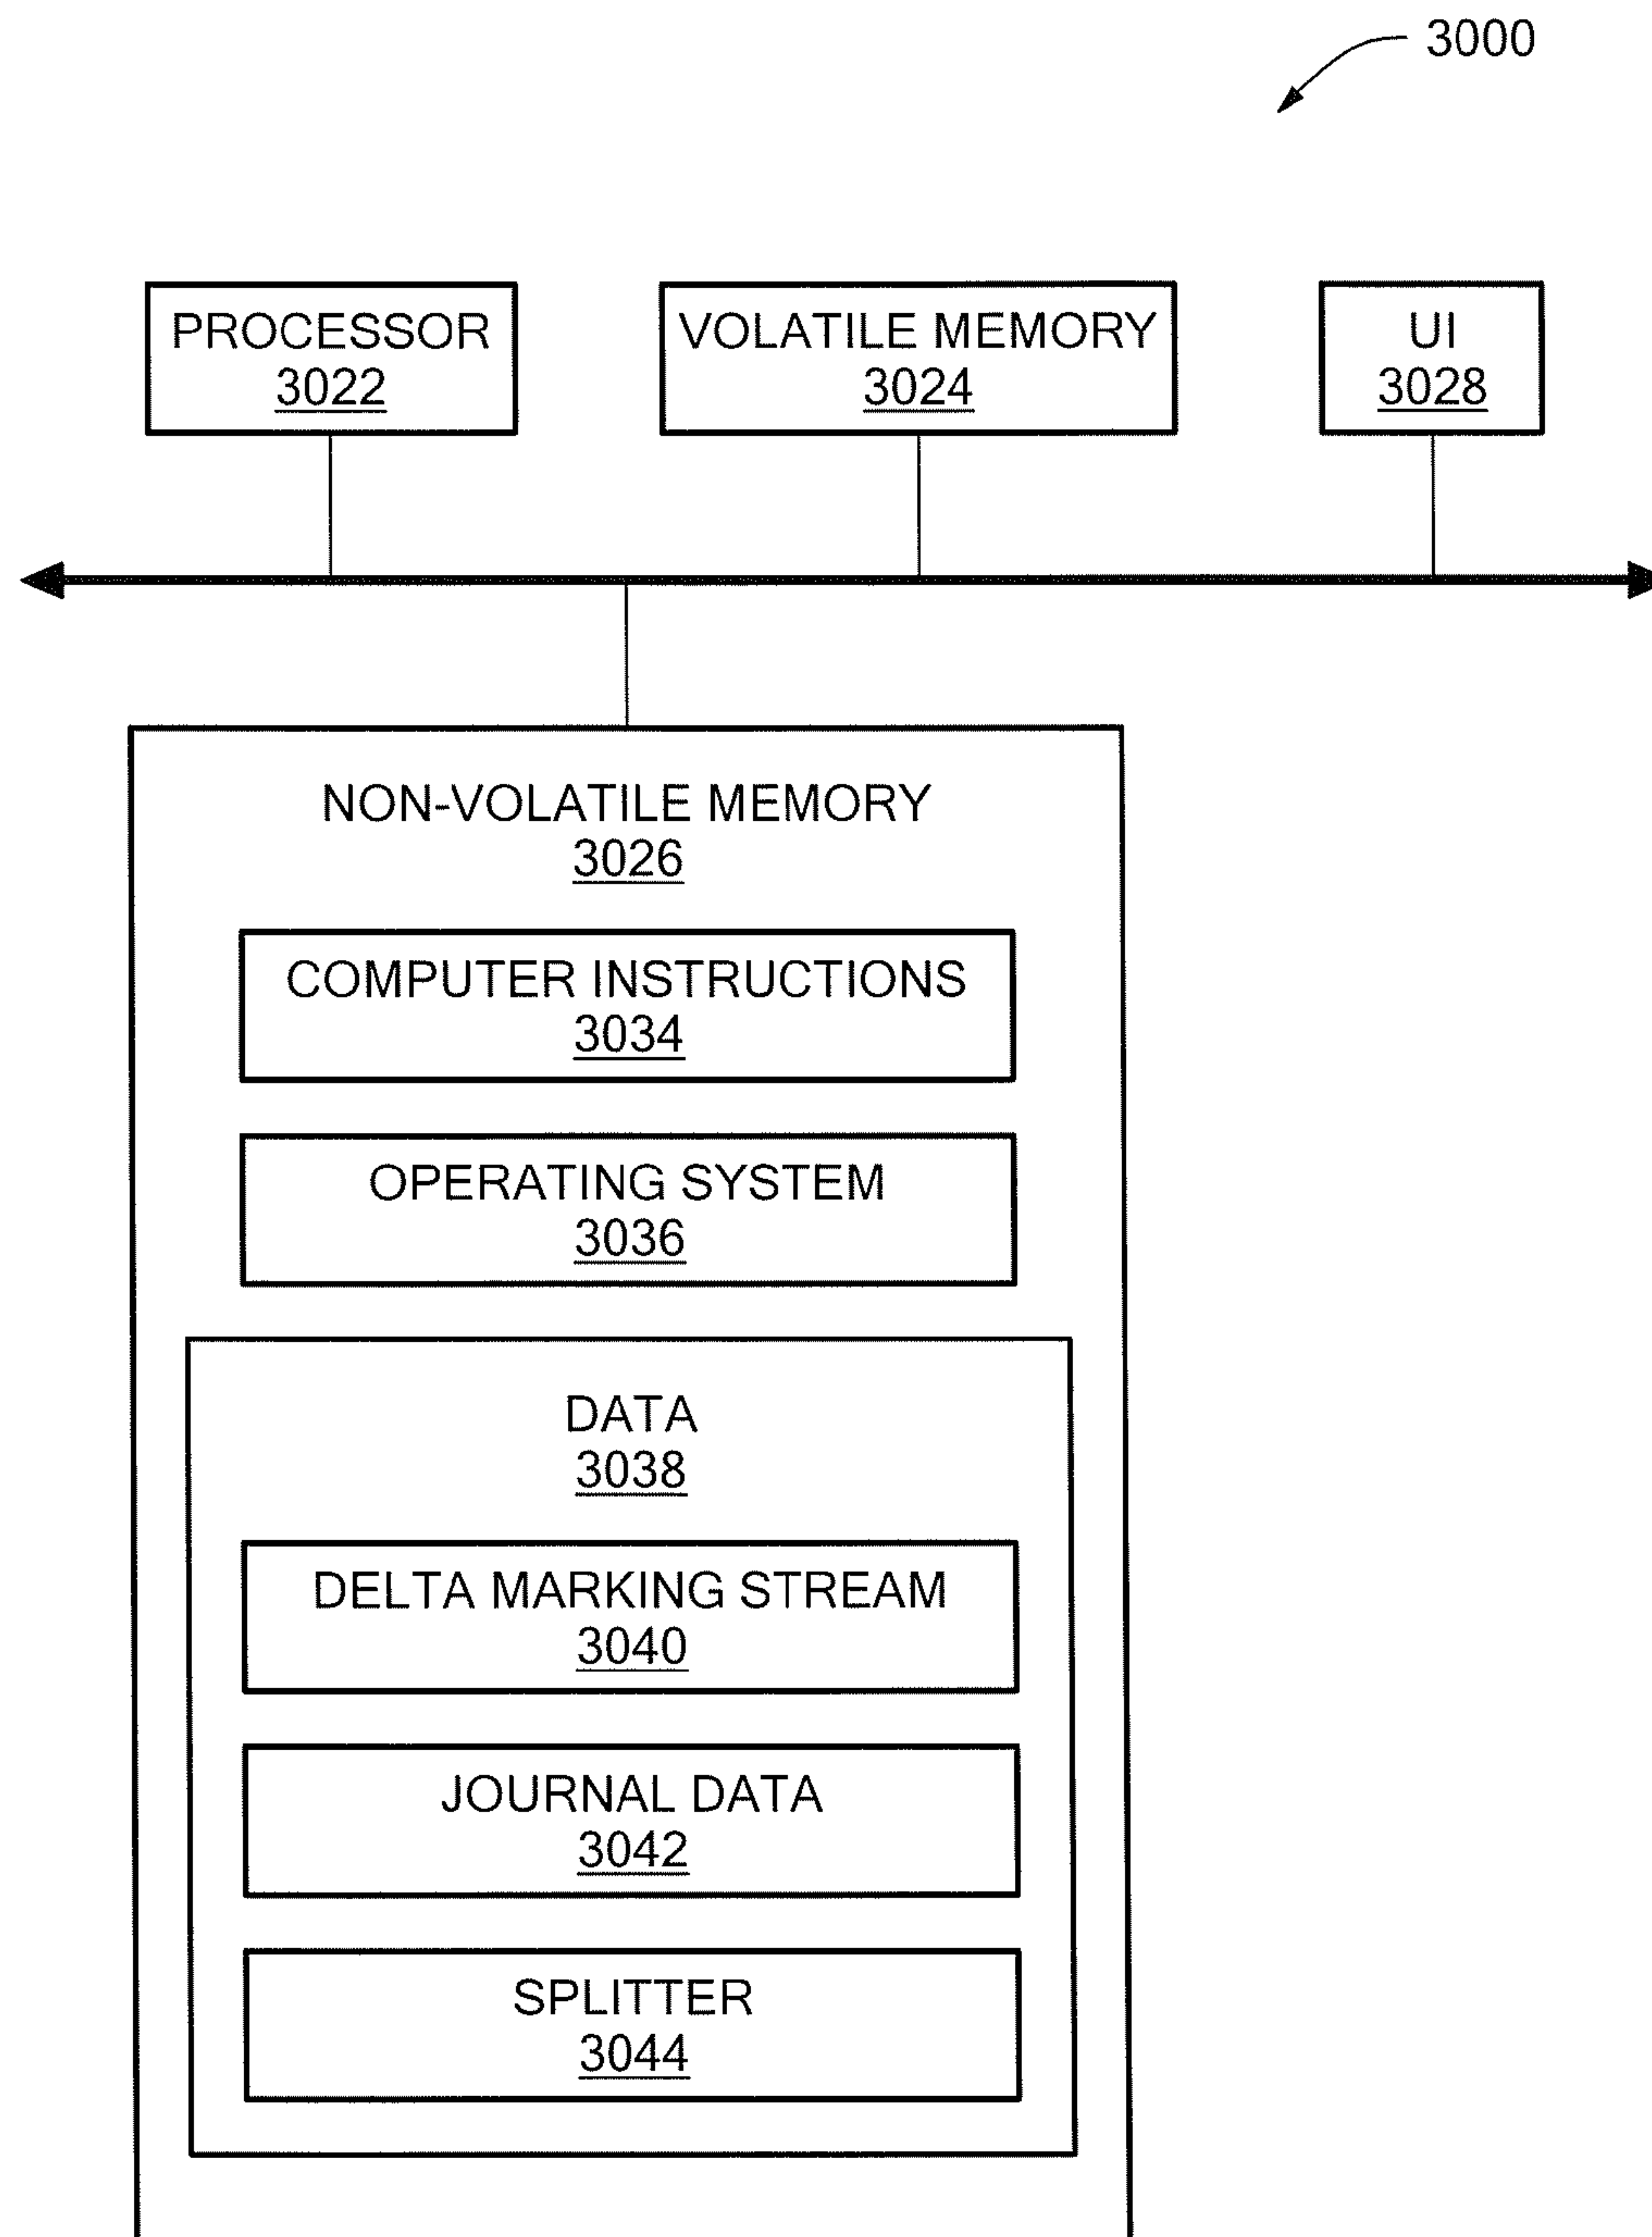 3000
PROCESSOR
3022
VOLATILE MEMORY
3024
UI
3028
NON-VOLATILE MEMORY
3026
COMPUTER INSTRUCTIONS
3034
OPERATING SYSTEM
3036
DATA
3038
DELTA MARKING STREAM
3040
JOURNAL DATA
3042
SPLITTER
3044